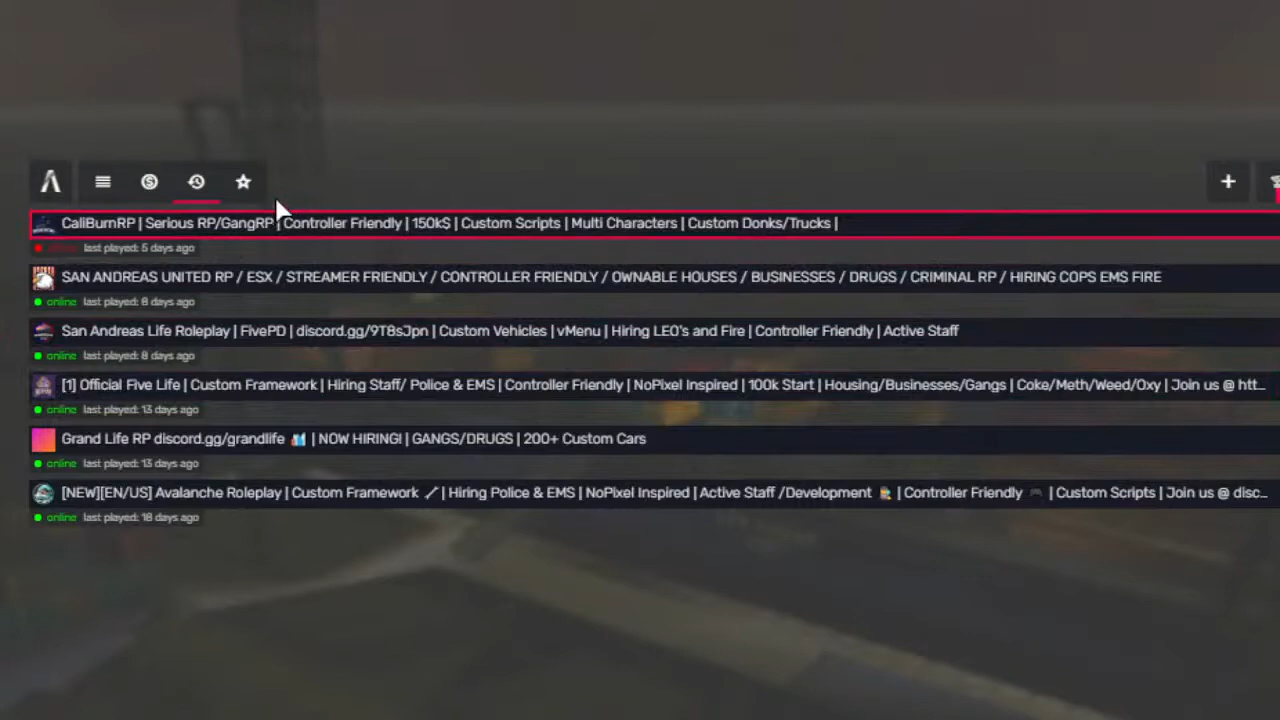 CaliBurnRP | Serious RP/GangRP | Controller Friendly | 150k$ | Custom Scripts | Multi Characters | Custom Donks/Trucks |
last played: 5 days ago
SAN ANDREAS UNITED RP / ESX / STREAMER FRIENDLY / CONTROLLER FRIENDLY / OWNABLE HOUSES / BUSINESSES / DRUGS / CRIMINAL RP / HIRING COPS EMS FIRE
online last played: 8 days ago
San Andreas Life Roleplay | FivePD | discord.gg/9T8sJpn | Custom Vehicles | vMenu | Hiring LEO's and Fire | Controller Friendly | Active Staff
online last played: 8 days ago
[1] Official Five Life | Custom Framework | Hiring Staff/ Police & EMS | Controller Friendly | NoPixel Inspired | 100k Start | Housing/Businesses/Gangs | Coke/Meth/Weed/Oxy | Join us @ htt...
online last played: 13 days ago
Grand Life RP discord.gg/grandlife | NOW HIRING! | GANGS/DRUGS | 200+ Custom Cars
online last played: 13 days ago
[NEW][EN/US] Avalanche Roleplay | Custom Framework | Hiring Police & EMS | NoPixel Inspired | Active Staff /Development | Controller Friendly | Custom Scripts | Join us @ disc...
online last played: 18 days ago